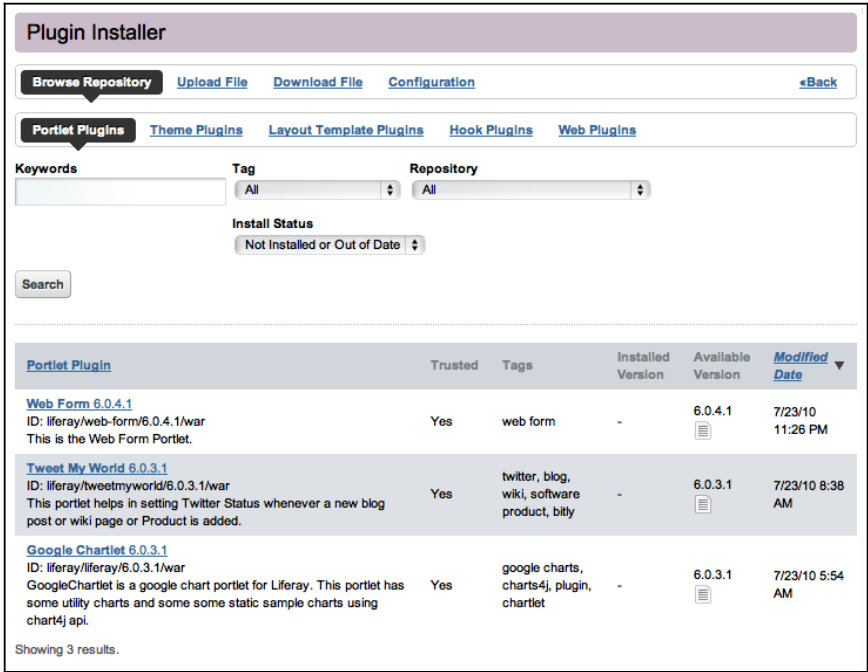 Plugin Installer
Browse Repository Upload File Download File Configuration «Back
Portlet Plugins Theme Plugins Layout Template Plugins Hook Plugins Web Plugins
Keywords Tag Repository
All All
Install Status
Not Installed or Out of Date
Search
Portlet Plugin Trusted Tags Installed Version Available Version Modified Date
Web Form 6.0.4.1
ID: liferay/web-form/6.0.4.1/war
This is the Web Form Portlet.
Yes
web form
-
6.0.4.1
7/23/10
11:26 PM
Tweet My World 6.0.3.1
ID: liferay/tweetmyworld/6.0.3.1/war
This portlet helps in setting Twitter Status whenever a new blog
post or wiki page or Product is added.
Yes
twitter, blog,
wiki, software
product, bitly
-
6.0.3.1
7/23/10 8:38
AM
Google Chartlet 6.0.3.1
ID: liferay/liferay/6.0.3.1/war
GoogleChartlet is a google chart portlet for Liferay. This portlet has
some utility charts and some some static sample charts using
chart4j api.
Yes
google charts,
charts4j, plugin,
chartlet
-
6.0.3.1
7/23/10 5:54
AM
Showing 3 results.